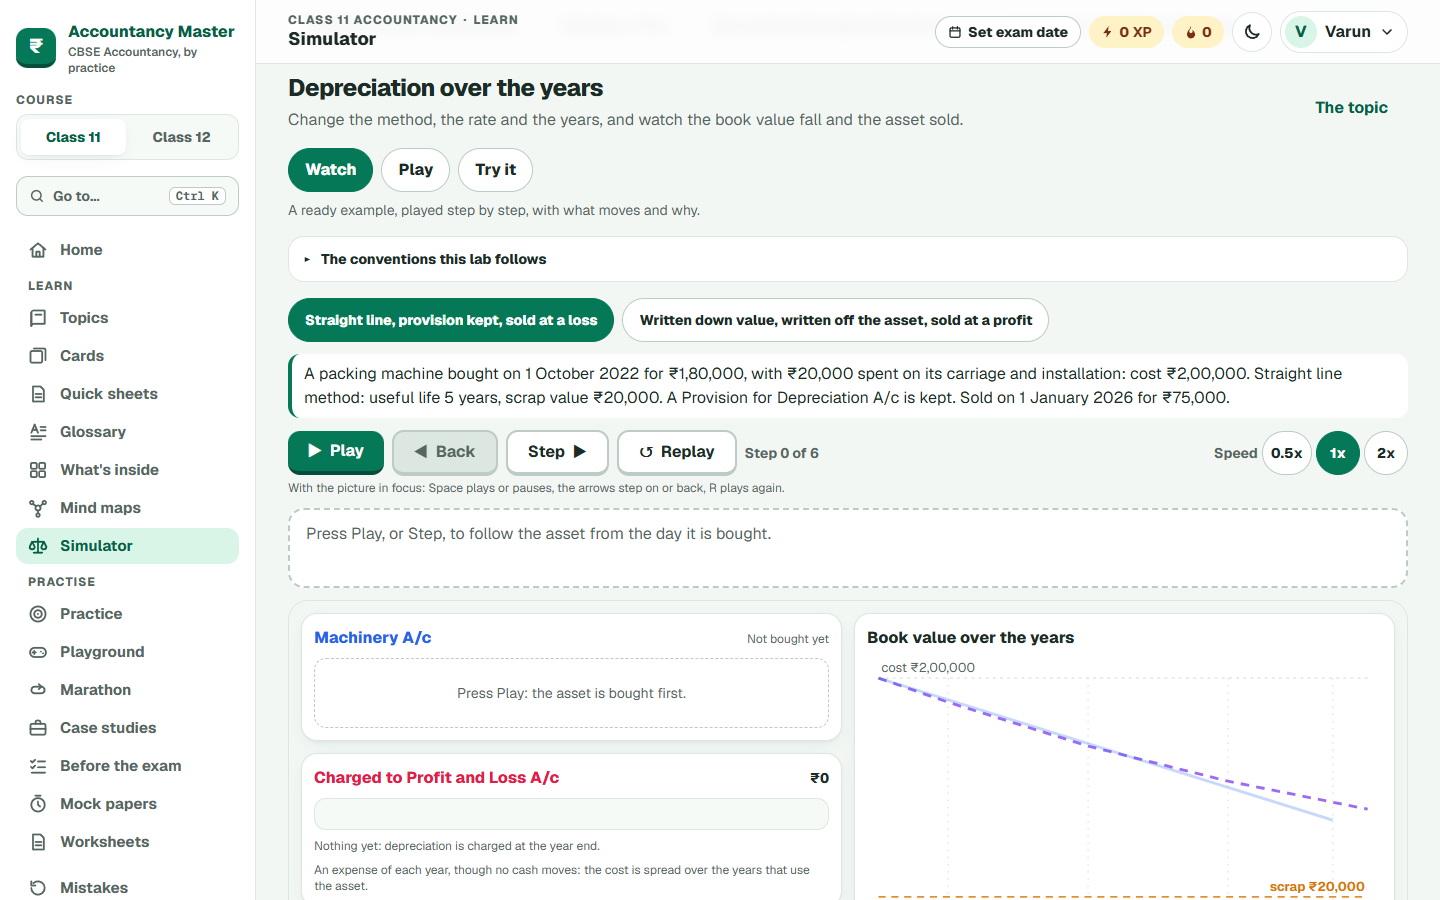 ₹
Accountancy Master
CBSE Accountancy, by
practice
COURSE
Class 11
Class 12
Go to...
Ctrl K
Home
LEARN
Topics
Cards
Quick sheets
Glossary
What's inside
Mind maps
Simulator
PRACTISE
Practice
Playground
Marathon
Case studies
Before the exam
Mock papers
Worksheets
Mistakes
CLASS 11 ACCOUNTANCY · LEARN
Simulator
Set exam date
0 XP
0
V
Varun
Depreciation over the years
Change the method, the rate and the years, and watch the book value fall and the asset sold.
The topic
Watch
Play
Try it
A ready example, played step by step, with what moves and why.
▸ The conventions this lab follows
Straight line, provision kept, sold at a loss
Written down value, written off the asset, sold at a profit
A packing machine bought on 1 October 2022 for ₹1,80,000, with ₹20,000 spent on its carriage and installation: cost ₹2,00,000. Straight line
method: useful life 5 years, scrap value ₹20,000. A Provision for Depreciation A/c is kept. Sold on 1 January 2026 for ₹75,000.
▶ Play
◀ Back
Step ▶
↺ Replay
Step 0 of 6
Speed
0.5x
1x
2x
With the picture in focus: Space plays or pauses, the arrows step on or back, R plays again.
Press Play, or Step, to follow the asset from the day it is bought.
Machinery A/c
Not bought yet
Press Play: the asset is bought first.
Charged to Profit and Loss A/c
₹0
Nothing yet: depreciation is charged at the year end.
An expense of each year, though no cash moves: the cost is spread over the years that use
the asset.
Book value over the years
cost ₹2,00,000
scrap ₹20,000